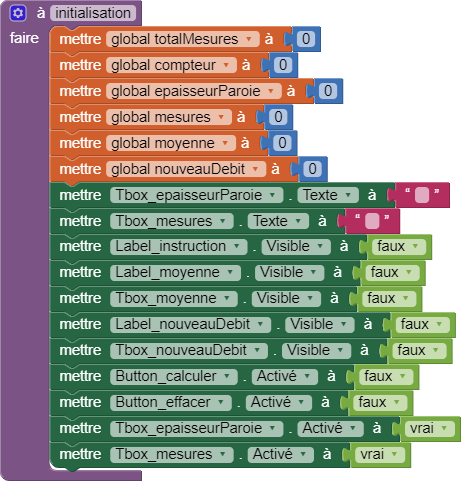 à initialisation
faire mettre global totalMesures à 0
mettre global compteur à 0
mettre global epaisseurParoie à 0
mettre global mesures à 0
mettre global moyenne à 0
mettre global nouveauDebit à 0
mettre Tbox_epaisseurParoie . Texte à “ ”
mettre Tbox_mesures . Texte à “ ”
mettre Label_instruction . Visible à faux
mettre Label_moyenne . Visible à faux
mettre Tbox_moyenne . Visible à faux
mettre Label_nouveauDebit . Visible à faux
mettre Tbox_nouveauDebit . Visible à faux
mettre Button_calculer . Activé à faux
mettre Button_effacer . Activé à faux
mettre Tbox_epaisseurParoie . Activé à vrai
mettre Tbox_mesures . Activé à vrai